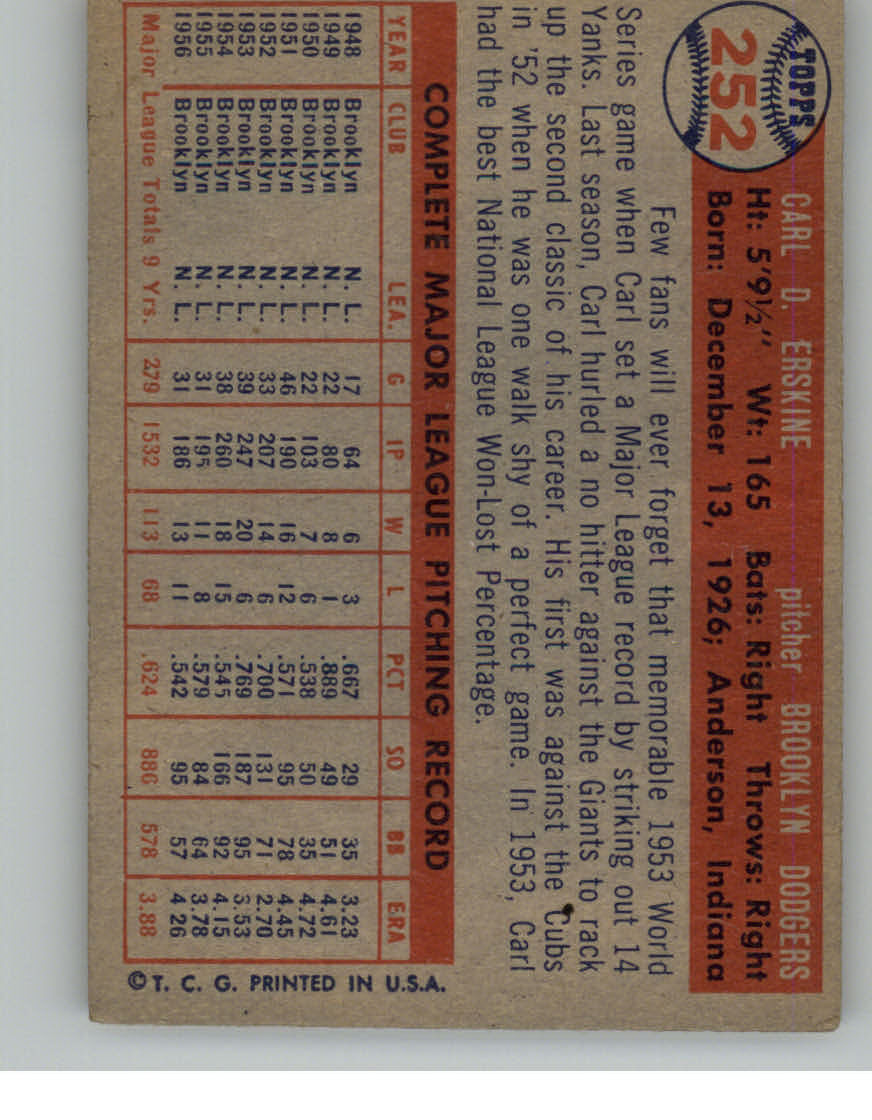 TOPPS
252
CARL D. ERSKINE pitcher BROOKLYN DODGERS
Ht: 5'9½" Wt: 165 Bats: Right Throws: Right
Born: December 13, 1926; Anderson, Indiana
Few fans will ever forget that memorable 1953 World
Series game when Carl set a Major League record by striking out 14
Yanks. Last season, Carl hurled a no hitter against the Giants to rack
up the second classic of his career. His first was against the Cubs
in '52 when he was one walk shy of a perfect game. In 1953, Carl
had the best National League Won-Lost Percentage.
COMPLETE MAJOR LEAGUE PITCHING RECORD
YEAR CLUB LEA. G IP W L PCT SO BB ERA
1948 Brooklyn N. L. 17 64 6 3 .667 29 35 3.23
1949 Brooklyn N. L. 22 80 8 1 .889 49 51 4.61
1950 Brooklyn N. L. 22 103 7 6 .538 50 35 4.72
1951 Brooklyn N. L. 46 190 16 12 .571 95 78 4.45
1952 Brooklyn N. L. 33 207 14 6 .700 131 71 2.70
1953 Brooklyn N. L. 39 247 20 6 .769 187 95 3.53
1954 Brooklyn N. L. 38 260 18 15 .545 166 92 4.15
1955 Brooklyn N. L. 31 195 11 8 .579 84 64 3.78
1956 Brooklyn N. L. 31 186 13 11 .542 95 57 4.26
Major League Totals 9 Yrs. 279 1532 113 68 .624 886 578 3.88
© T. C. G. PRINTED IN U.S.A.